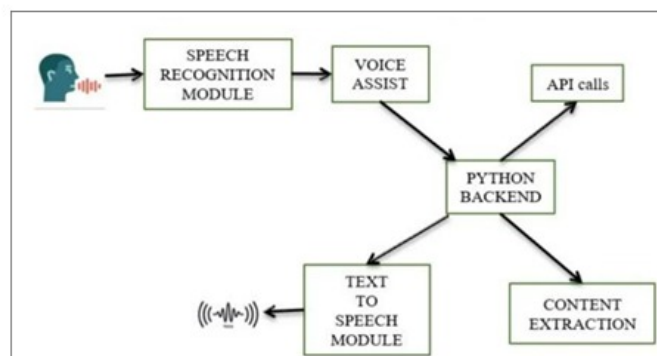 SPEECH
RECOGNITION
MODULE
VOICE
ASSIST
API calls
PYTHON
BACKEND
TEXT
TO
SPEECH
MODULE
CONTENT
EXTRACTION